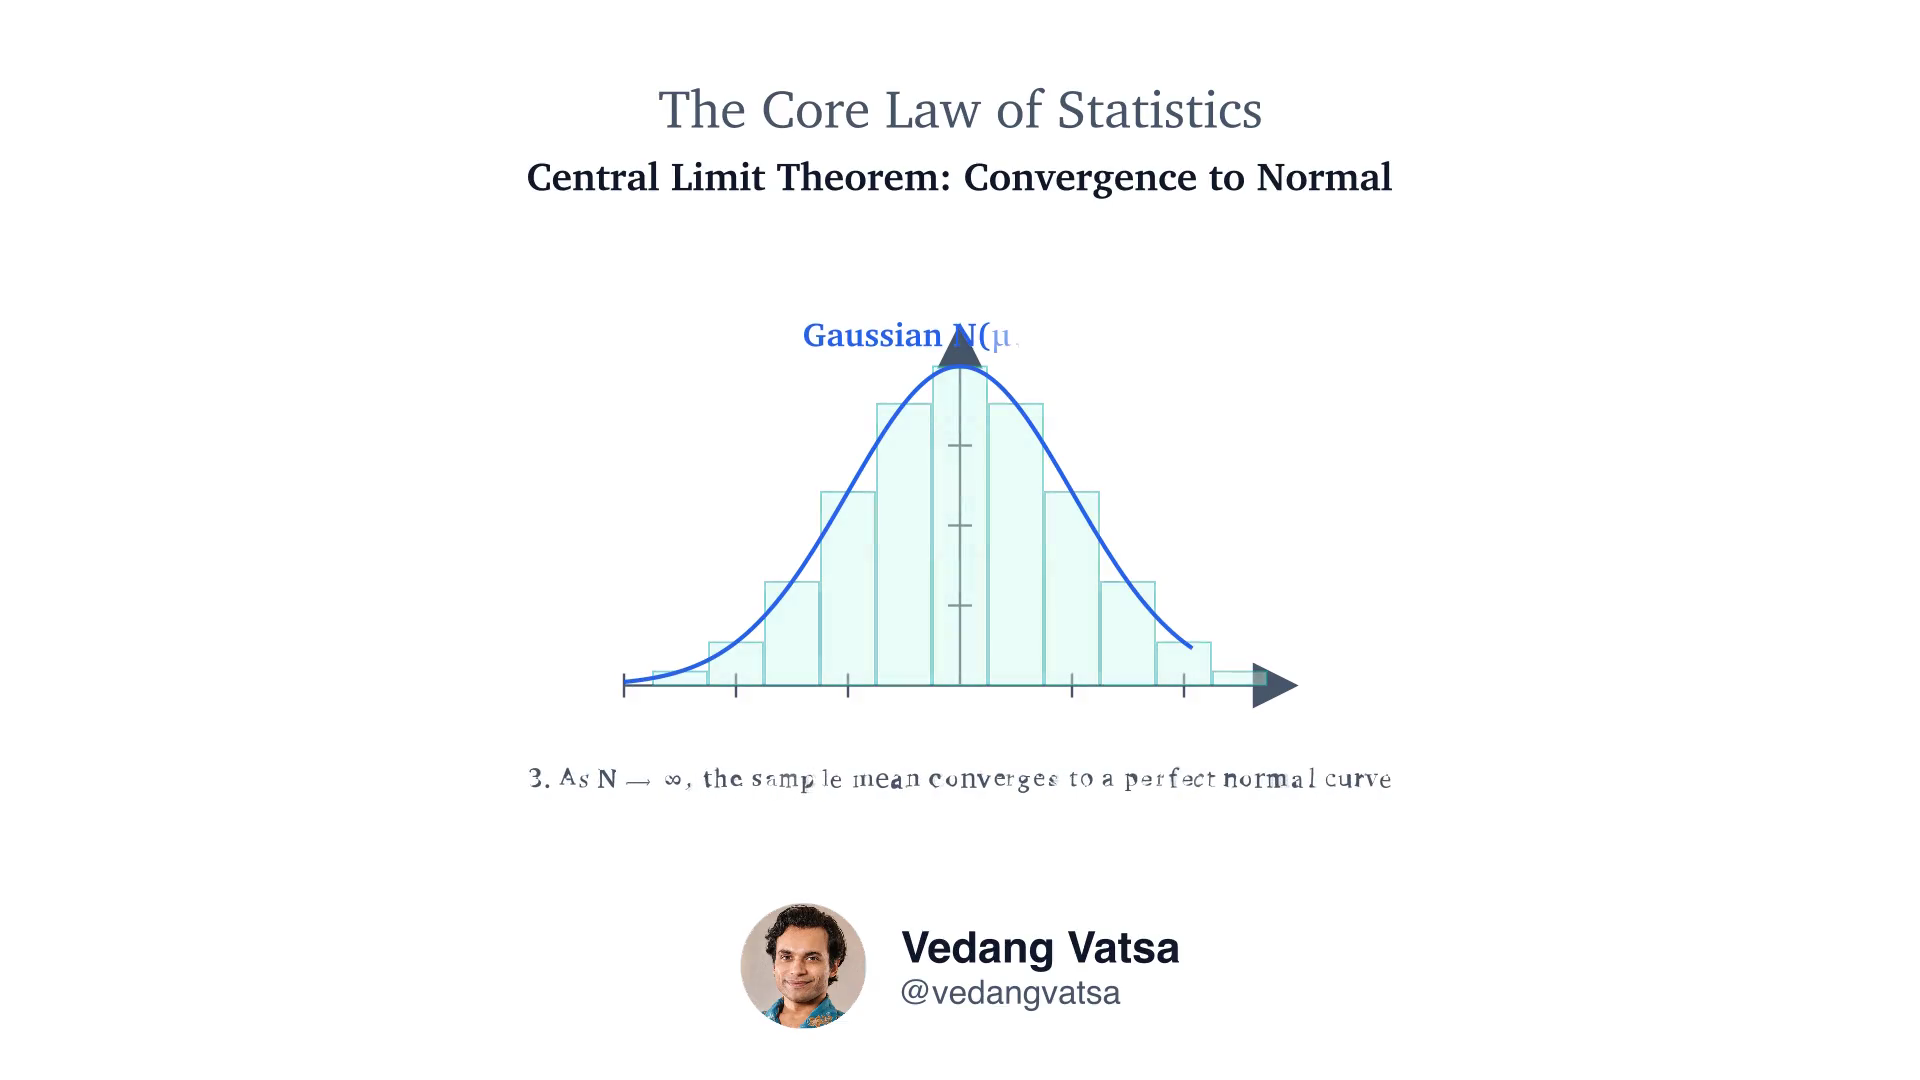 The Core Law of Statistics
Central Limit Theorem: Convergence to Normal
Gaussian N(μ,
3. As N → ∞, the sample mean converges to a perfect normal curve
Vedang Vatsa
@vedangvatsa